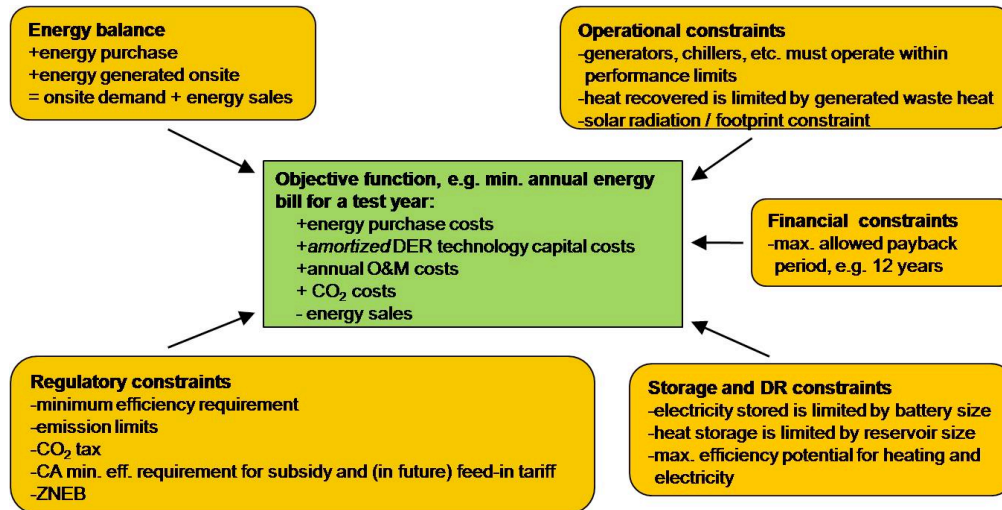 Energy balance
+energy purchase
+energy generated onsite
= onsite demand + energy sales
Operational constraints
-generators, chillers, etc. must operate within
performance limits
-heat recovered is limited by generated waste heat
-solar radiation / footprint constraint
Objective function, e.g. min. annual energy
bill for a test year:
+energy purchase costs
+amortized DER technology capital costs
+annual O&M costs
+ CO₂ costs
- energy sales
Financial constraints
-max. allowed payback
period, e.g. 12 years
Regulatory constraints
-minimum efficiency requirement
-emission limits
-CO₂ tax
-CA min. eff. requirement for subsidy and (in future) feed-in tariff
-ZNEB
Storage and DR constraints
-electricity stored is limited by battery size
-heat storage is limited by reservoir size
-max. efficiency potential for heating and
electricity